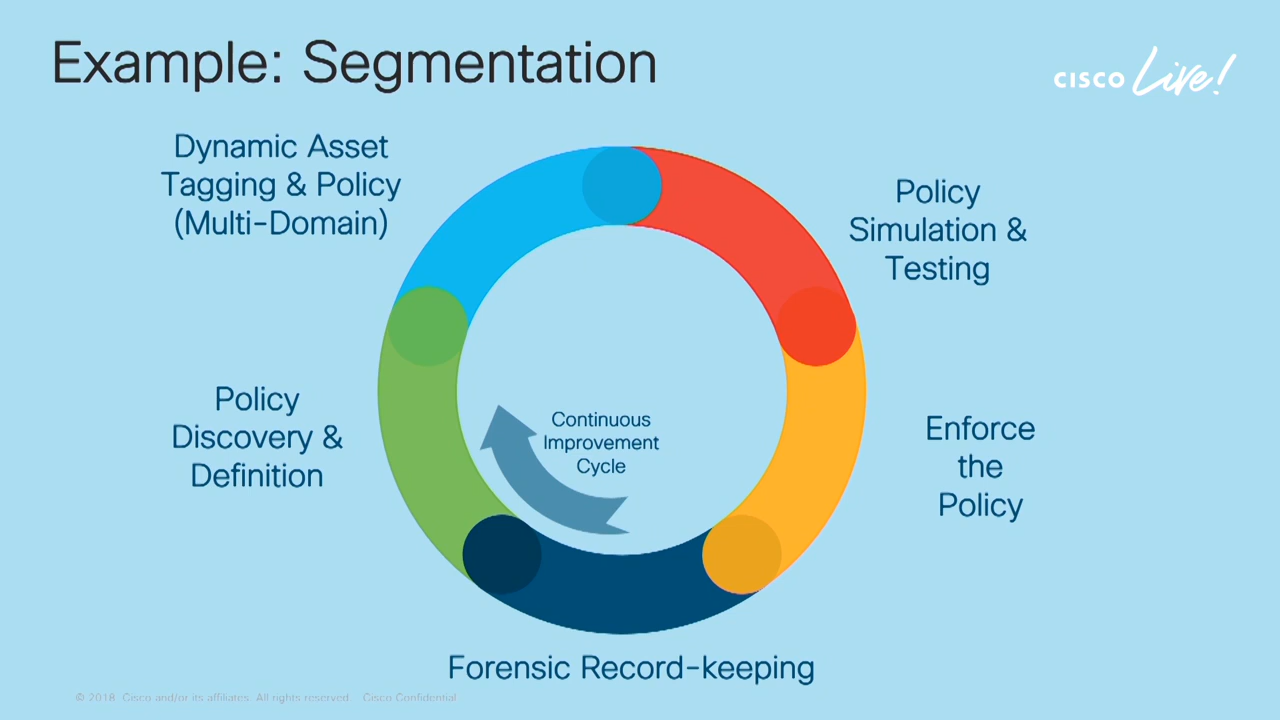 Example: Segmentation
CISCO Live!
Dynamic Asset
Tagging & Policy
(Multi-Domain)
Policy
Simulation &
Testing
Policy
Discovery &
Definition
Continuous
Improvement
Cycle
Enforce
the
Policy
Forensic Record-keeping
© 2018 Cisco and/or its affiliates. All rights reserved. Cisco Confidential